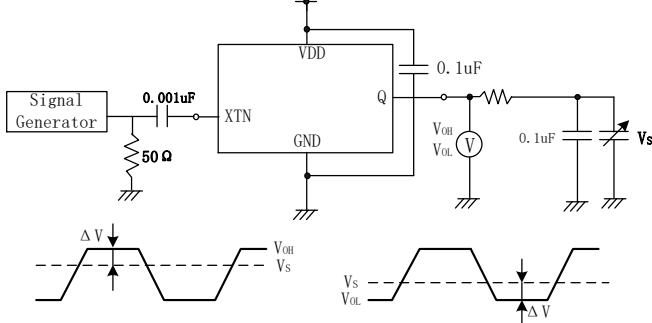 VDD
0.1uF
Signal
Generator
0.001uF
XTN
Q
GND
50Ω
VOH
VOL
V
0.1uF
Vs
ΔV
VOH
VS
VS
VOL
ΔV